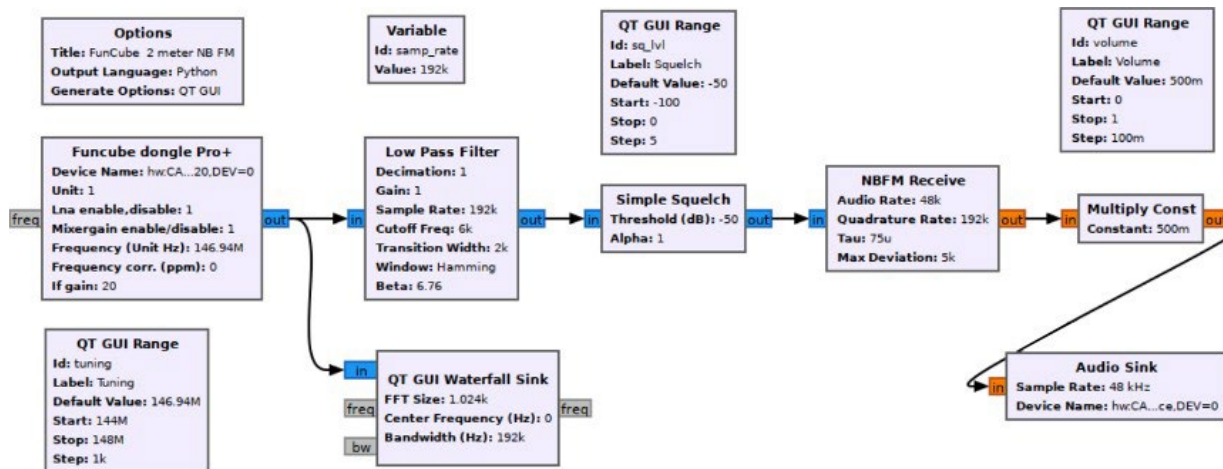 Options
Title: FunCube 2 meter NB FM
Output Language: Python
Generate Options: QT GUI
Variable
Id: samp_rate
Value: 192k
QT GUI Range
Id: sq_lvl
Label: Squelch
Default Value: -50
Start: -100
Stop: 0
Step: 5
QT GUI Range
Id: volume
Label: Volume
Default Value: 500m
Start: 0
Stop: 1
Step: 100m
freq
Funcube dongle Pro+
Device Name: hw:CA...20,DEV=0
Unit: 1
Lna enable,disable: 1
Mixergain enable/disable: 1
Frequency (Unit Hz): 146.94M
Frequency corr. (ppm): 0
If gain: 20
out
in
Low Pass Filter
Decimation: 1
Gain: 1
Sample Rate: 192k
Cutoff Freq: 6k
Transition Width: 2k
Window: Hamming
Beta: 6.76
out
in
Simple Squelch
Threshold (dB): -50
Alpha: 1
out
in
NBFM Receive
Audio Rate: 48k
Quadrature Rate: 192k
Tau: 75u
Max Deviation: 5k
out
in
Multiply Const
Constant: 500m
out
QT GUI Range
Id: tuning
Label: Tuning
Default Value: 146.94M
Start: 144M
Stop: 148M
Step: 1k
in
freq
bw
QT GUI Waterfall Sink
FFT Size: 1.024k
Center Frequency (Hz): 0
Bandwidth (Hz): 192k
freq
in
Audio Sink
Sample Rate: 48 kHz
Device Name: hw:CA...ce,DEV=0